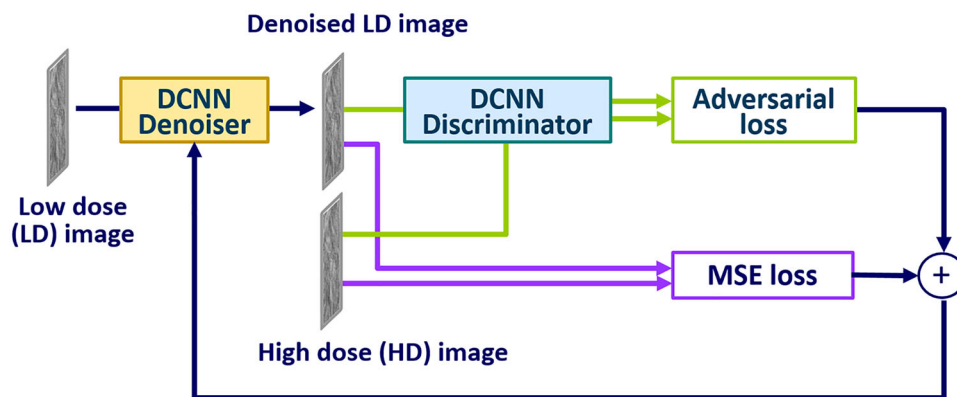 Denoised LD image
DCNN
Denoiser
DCNN
Discriminator
Adversarial
loss
Low dose
(LD) image
MSE loss
+
High dose (HD) image